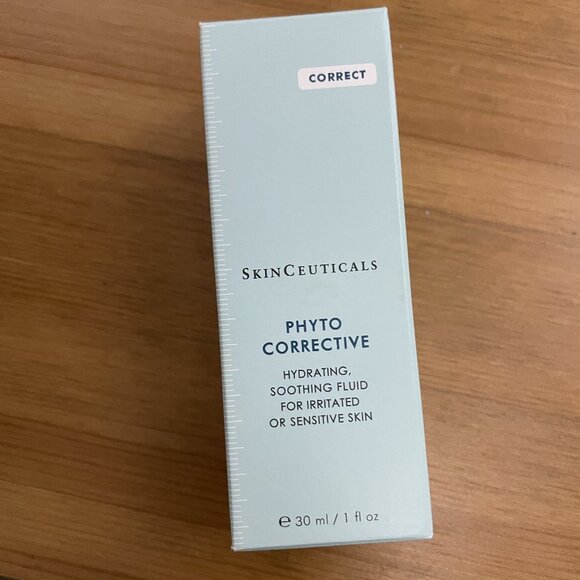 CORRECT
SKINCEUTICALS
PHYTO
CORRECTIVE
HYDRATING,
SOOTHING FLUID
FOR IRRITATED
OR SENSITIVE SKIN
℮ 30 ml / 1 fl oz